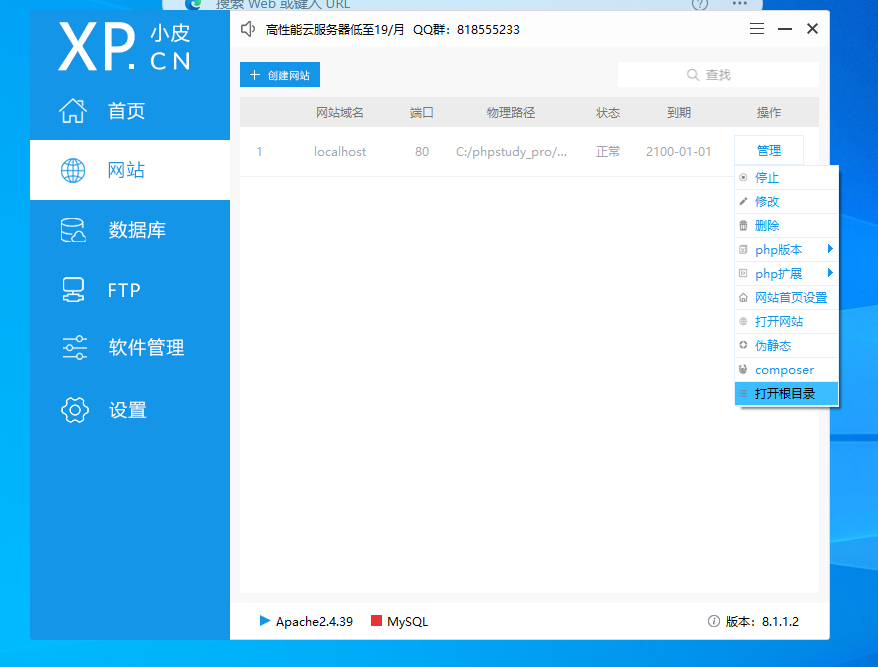 搜索 Web 或键入 URL
XP. 小皮
CN
高性能云服务器低至19/月 QQ群：818555233
首页
网站
数据库
FTP
软件管理
设置
+ 创建网站
查找
网站域名 端口 物理路径 状态 到期 操作
1 localhost 80 C:/phpstudy_pro/... 正常 2100-01-01 管理
停止
修改
删除
php版本
php扩展
网站首页设置
打开网站
伪静态
composer
打开根目录
Apache2.4.39 MySQL 版本：8.1.1.2